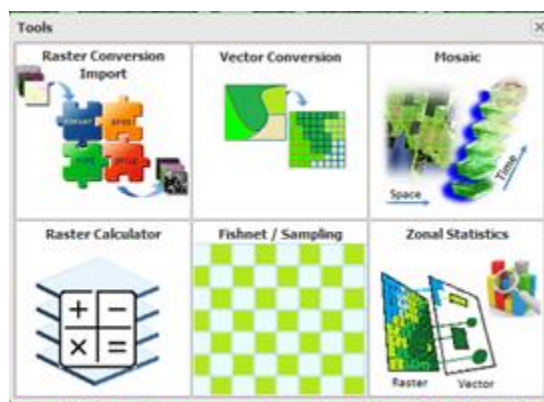 Tools
Raster Conversion
Import
Vector Conversion
Mosaic
Space
Time
Raster Calculator
Fishnet / Sampling
Zonal Statistics
Raster
Vector